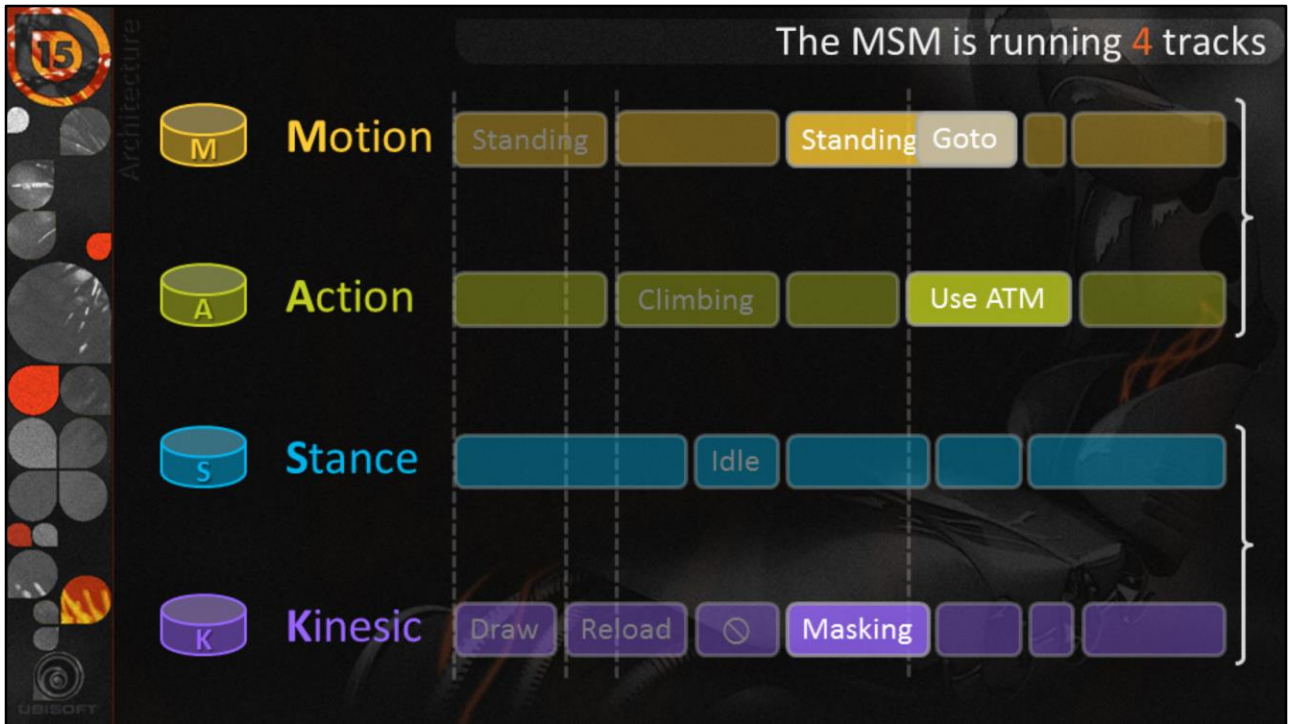 15
Architecture
The MSM is running 4 tracks
M
Motion
Standing
Standing
Goto
A
Action
Climbing
Use ATM
S
Stance
Idle
K
Kinesic
Draw
Reload
Masking
UBISOFT